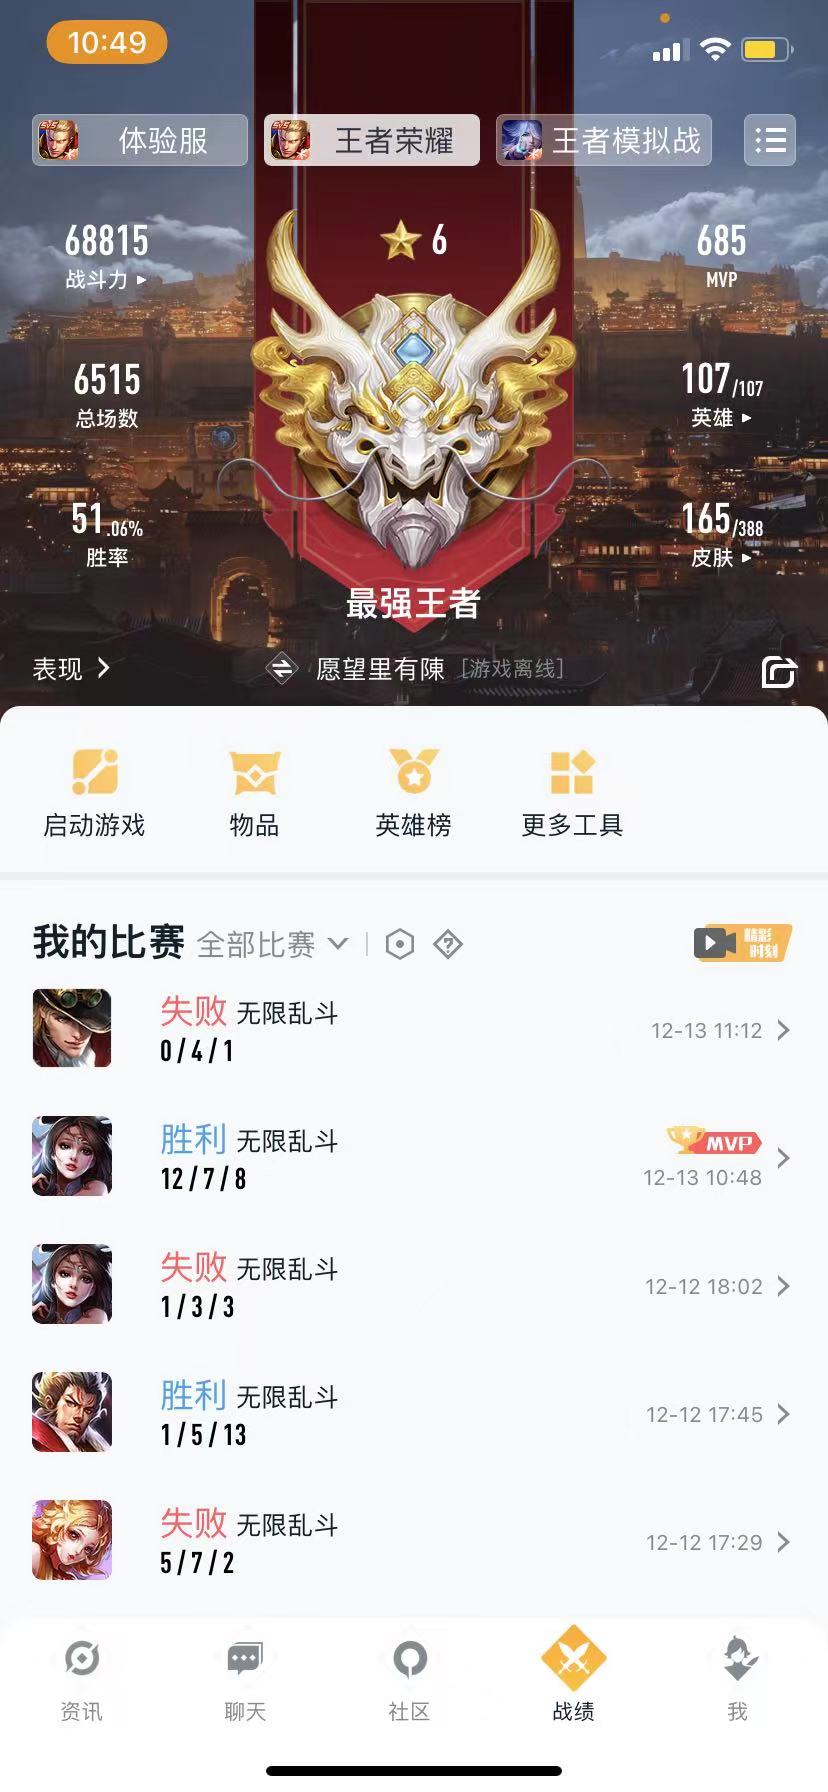 10:49
体验服
王者荣耀
王者模拟战
68815
战斗力
6
685
MVP
6515
总场数
107/107
英雄
51.06%
胜率
165/388
皮肤
最强王者
表现
愿望里有陳 [游戏离线]
启动游戏
物品
英雄榜
更多工具
我的比赛 全部比赛
精彩
时刻
失败 无限乱斗
0/4/1
12-13 11:12
胜利 无限乱斗
12/7/8
MVP
12-13 10:48
失败 无限乱斗
1/3/3
12-12 18:02
胜利 无限乱斗
1/5/13
12-12 17:45
失败 无限乱斗
5/7/2
12-12 17:29
资讯
聊天
社区
战绩
我